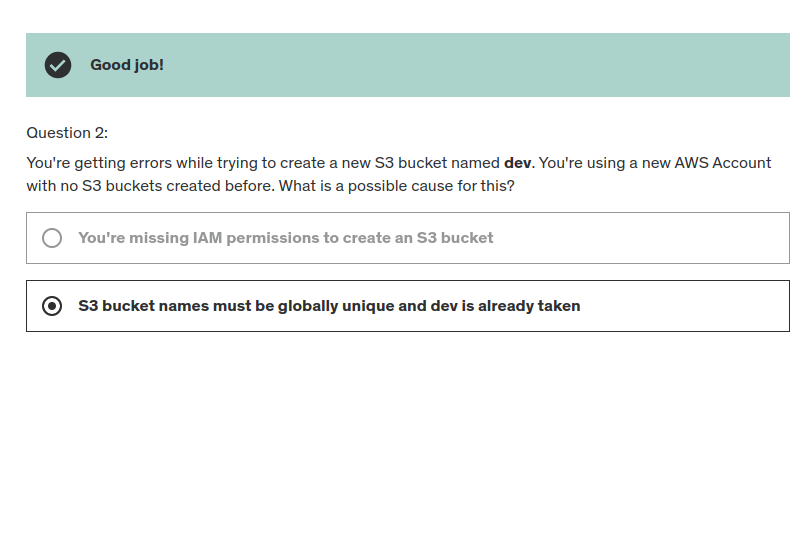 Good job!
Question 2:
You're getting errors while trying to create a new S3 bucket named dev. You're using a new AWS Account
with no S3 buckets created before. What is a possible cause for this?
You're missing IAM permissions to create an S3 bucket
S3 bucket names must be globally unique and dev is already taken